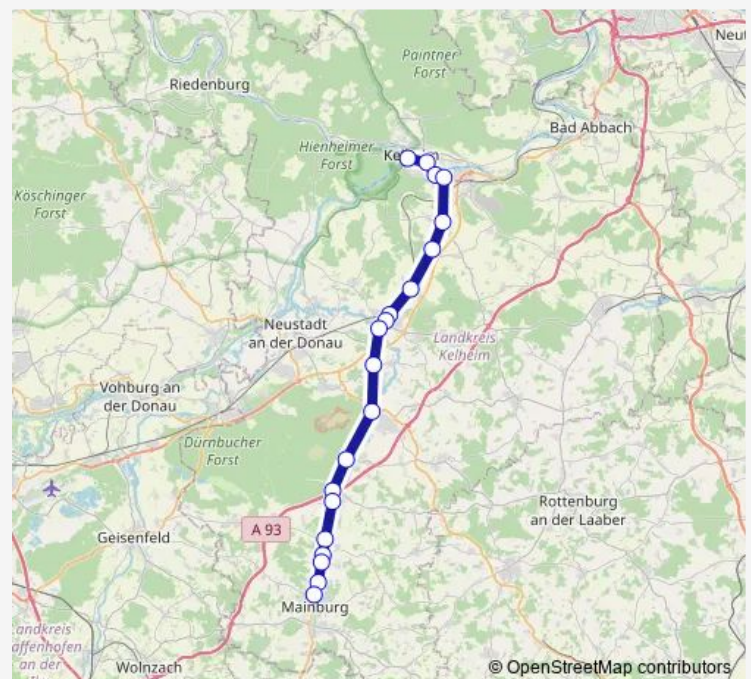 Neut
Paintner
Forst
Riedenburg
Bad Abbach
Hienheimer
Forst
Köschinger
Forst
Neustadt
an der Donau
Landkreis
Kelheim
Vohburg an
der Donau
Dürnbucher
Forst
Rottenburg
an der Laaber
A 93
Geisenfeld
Mainburg
Landkreis
affenhofen
an der
Wolnzach
© OpenStreetMap contributors